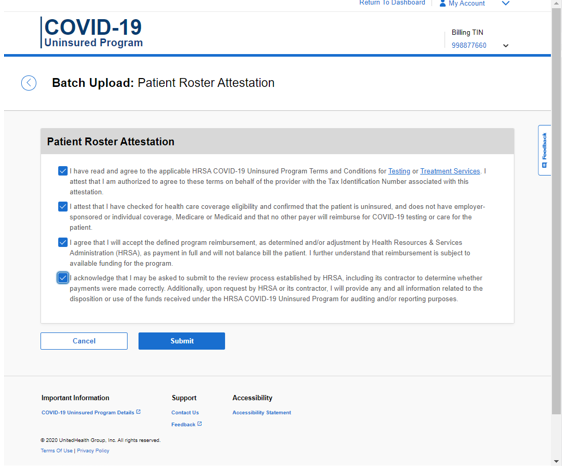 Return To Dashboard
My Account
COVID-19
Uninsured Program
Billing TIN
998877660
Batch Upload: Patient Roster Attestation
Feedback
Patient Roster Attestation
I have read and agree to the applicable HRSA COVID-19 Uninsured Program Terms and Conditions for Testing or Treatment Services. I
attest that I am authorized to agree to these terms on behalf of the provider with the Tax Identification Number associated with this
attestation.
I attest that I have checked for health care coverage eligibility and confirmed that the patient is uninsured, and does not have employer-
sponsored or individual coverage, Medicare or Medicaid and that no other payer will reimburse for COVID-19 testing or care for the
patient.
I agree that I will accept the defined program reimbursement, as determined and/or adjustment by Health Resources & Services
Administration (HRSA), as payment in full and will not balance bill the patient. I further understand that reimbursement is subject to
available funding for the program.
I acknowledge that I may be asked to submit to the review process established by HRSA, including its contractor to determine whether
payments were made correctly. Additionally, upon request by HRSA or its contractor, I will provide any and all information related to the
disposition or use of the funds received under the HRSA COVID-19 Uninsured Program for auditing and/or reporting purposes.
Cancel
Submit
Important Information
Support
Accessibility
COVID-19 Uninsured Program Details
Contact Us
Accessibility Statement
Feedback
© 2020 UnitedHealth Group, Inc. All rights reserved.
Terms Of Use | Privacy Policy